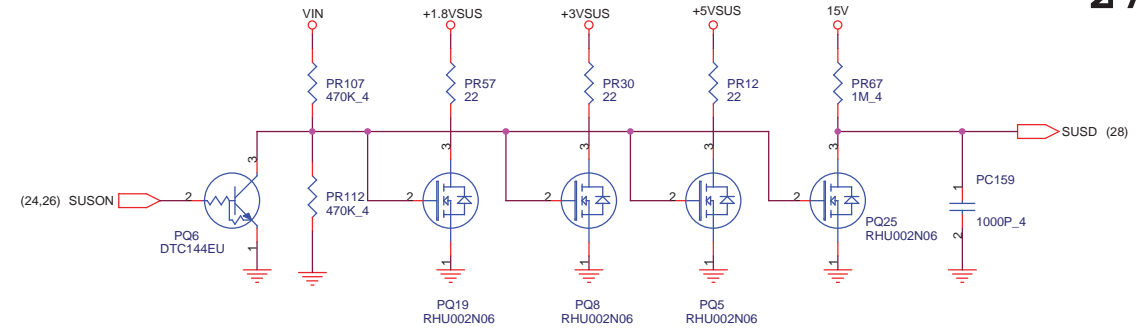 VIN
+1.8VSUS
+3VSUS
+5VSUS
15V
PR107
470K_4
PR57
22
PR30
22
PR12
22
PR67
1M_4
3
3
3
3
3
SUSD (28)
(24,26) SUSON
2
PR112
470K_4
2
2
2
2
1
PC159
1000P_4
2
PQ6
DTC144EU
PQ25
RHU002N06
1
1
1
1
1
PQ19
RHU002N06
PQ8
RHU002N06
PQ5
RHU002N06